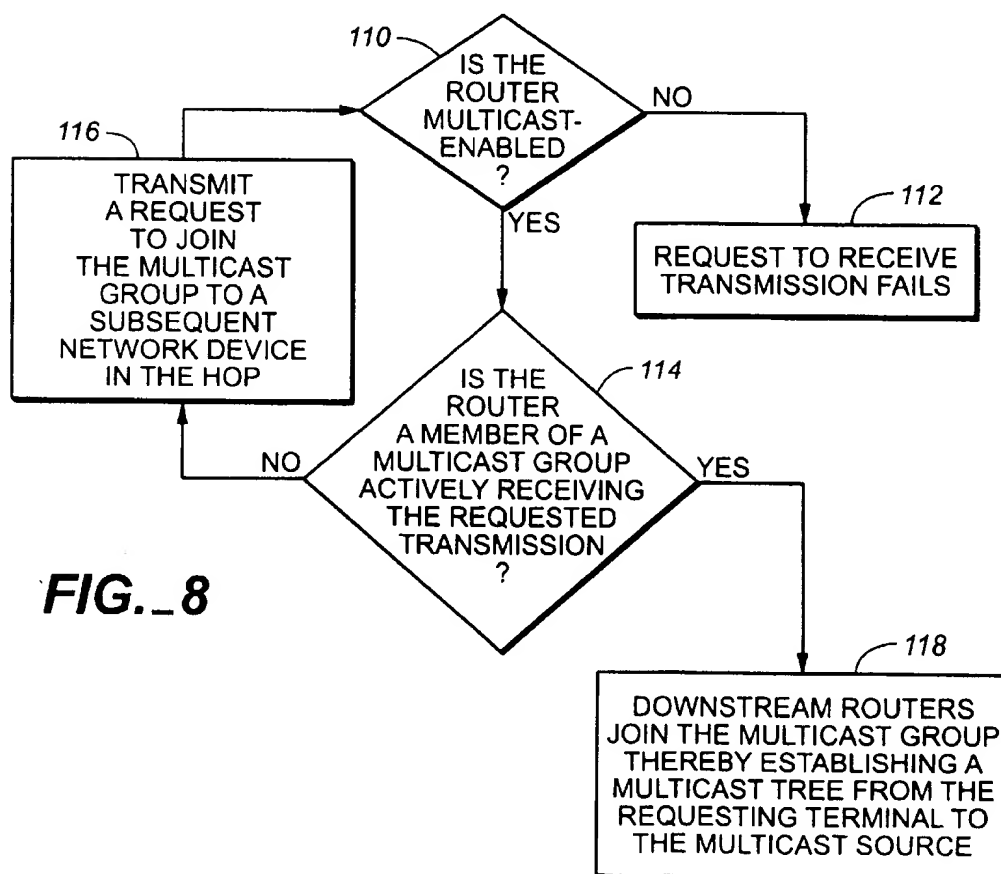 110
IS THE
ROUTER
MULTICAST-
ENABLED
?
NO
YES
116
TRANSMIT
A REQUEST
TO JOIN
THE MULTICAST
GROUP TO A
SUBSEQUENT
NETWORK DEVICE
IN THE HOP
112
REQUEST TO RECEIVE
TRANSMISSION FAILS
114
IS THE
ROUTER
A MEMBER OF A
MULTICAST GROUP
ACTIVELY RECEIVING
THE REQUESTED
TRANSMISSION
?
NO
YES
FIG._8
118
DOWNSTREAM ROUTERS
JOIN THE MULTICAST GROUP
THEREBY ESTABLISHING A
MULTICAST TREE FROM THE
REQUESTING TERMINAL TO
THE MULTICAST SOURCE